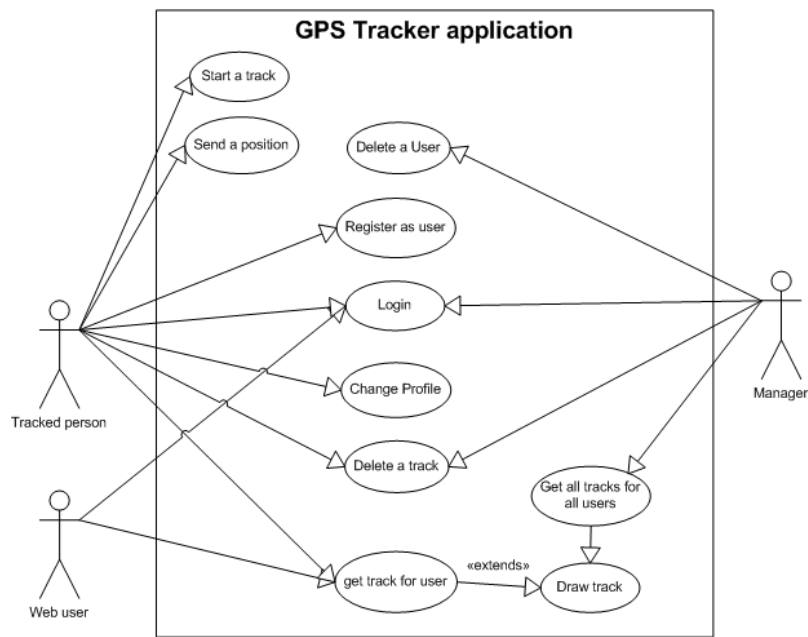 GPS Tracker application
Start a track
Send a position
Delete a User
Register as user
Login
Change Profile
Tracked person
Manager
Delete a track
Get all tracks for
all users
«extends»
get track for user
Draw track
Web user